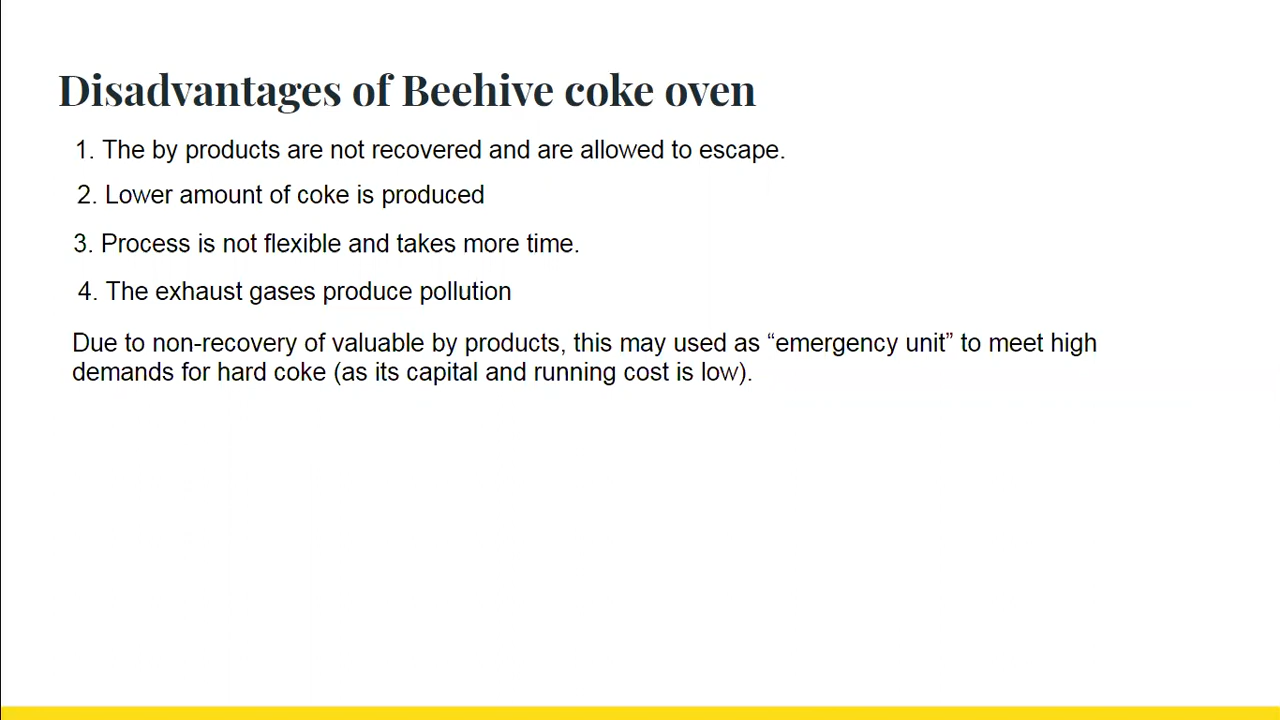 Disadvantages of Beehive coke oven
1. The by products are not recovered and are allowed to escape.
2. Lower amount of coke is produced
3. Process is not flexible and takes more time.
4. The exhaust gases produce pollution
Due to non-recovery of valuable by products, this may used as “emergency unit” to meet high
demands for hard coke (as its capital and running cost is low).